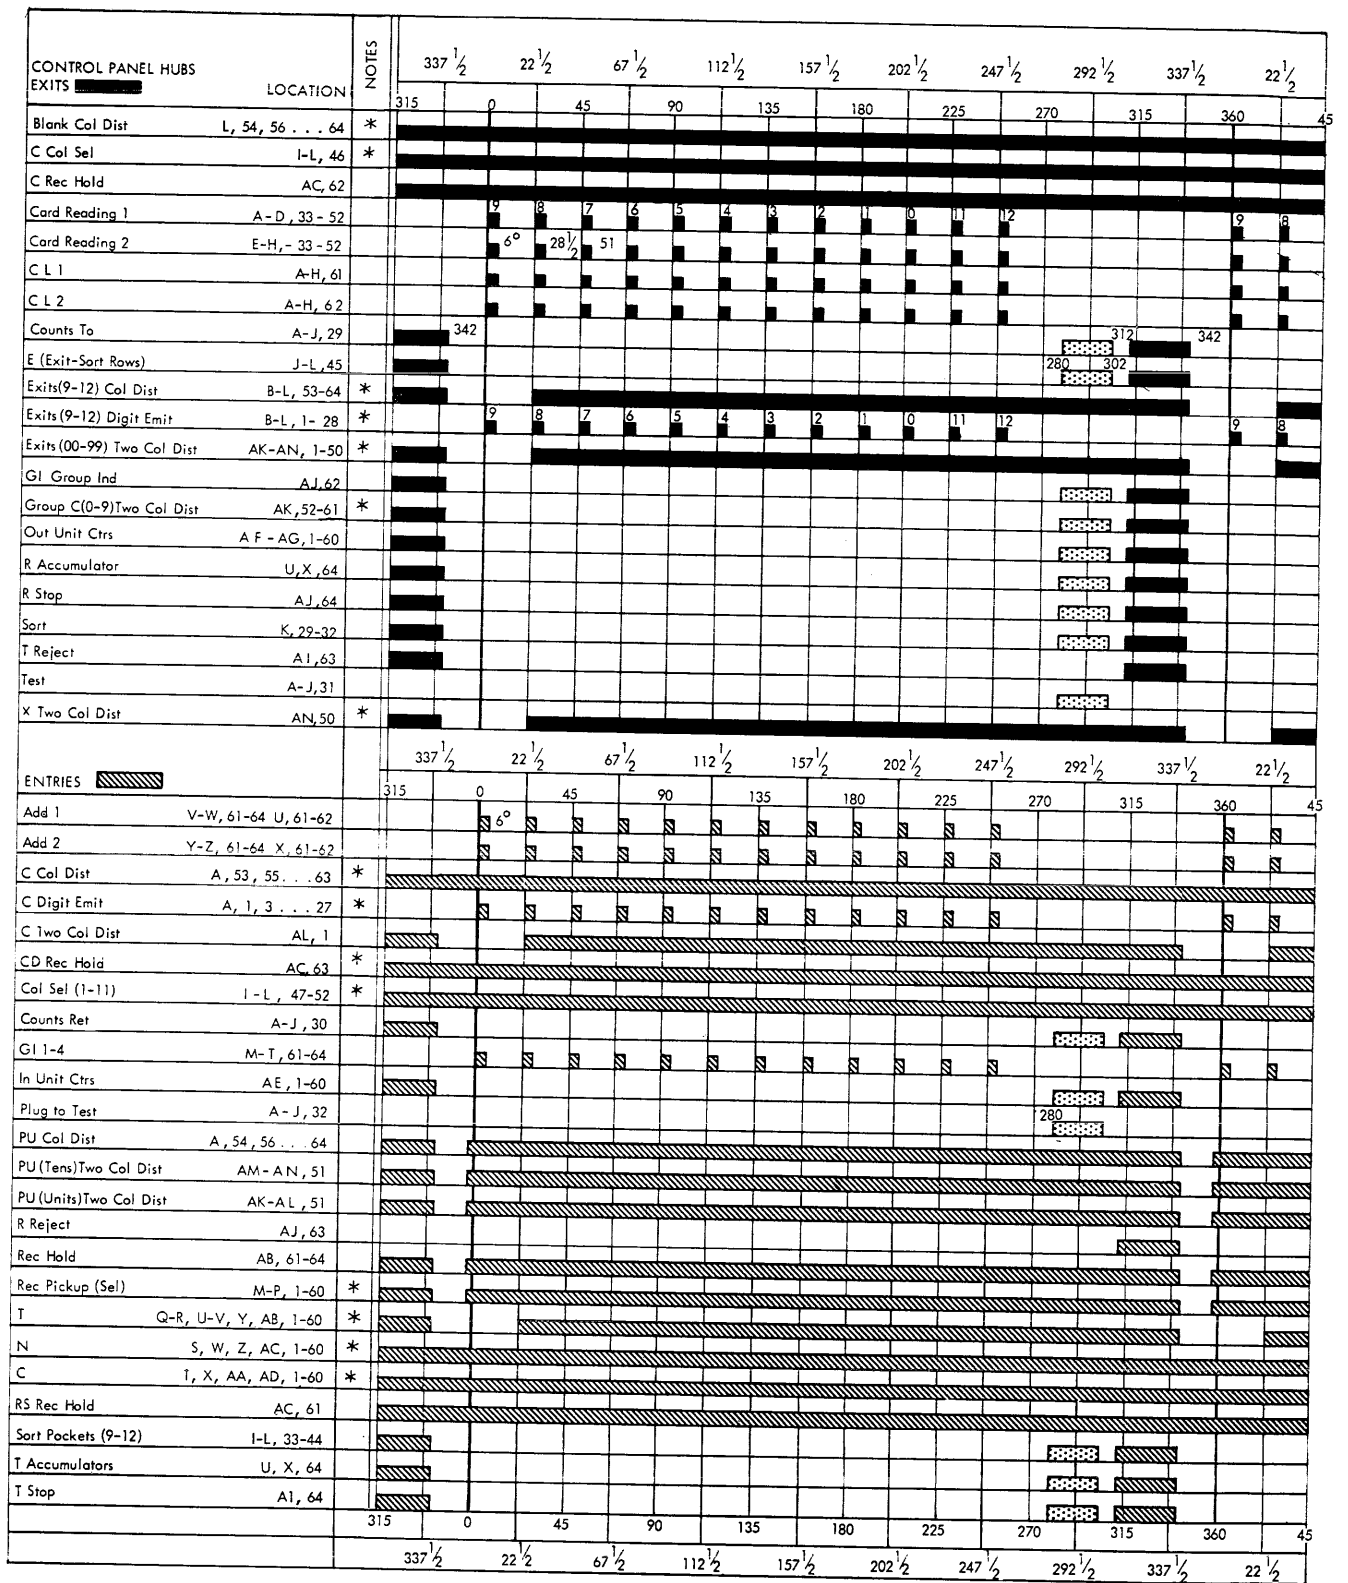 CONTROL PANEL HUBS
EXITS LOCATION NOTES
337 1/2 22 1/2 67 1/2 112 1/2 157 1/2 202 1/2 247 1/2 292 1/2 337 1/2 22 1/2
315 0 45 90 135 180 225 270 315 360 45
Blank Col Dist L, 54, 56 . . . 64 *
C Col Sel I-L, 46 *
C Rec Hold AC, 62
Card Reading 1 A-D, 33-52 9 8 7 6 5 4 3 2 1 0 11 12 9 8
Card Reading 2 E-H,- 33-52 6° 28 1/2 51
C L 1 A-H, 61
C L 2 A-H, 62
Counts To A-J, 29 342 312 342
E (Exit-Sort Rows) J-L, 45 280 302
Exits(9-12) Col Dist B-L, 53-64 *
Exits(9-12) Digit Emit B-L, 1-28 * 9 8 7 6 5 4 3 2 1 0 11 12 9 8
Exits(00-99) Two Col Dist AK-AN, 1-50 *
GI Group Ind AJ,62
Group C(0-9)Two Col Dist AK,52-61 *
Out Unit Ctrs AF-AG,1-60
R Accumulator U,X,64
R Stop AJ,64
Sort K, 29-32
T Reject AI,63
Test A-J,31
X Two Col Dist AN,50 *
337 1/2 22 1/2 67 1/2 112 1/2 157 1/2 202 1/2 247 1/2 292 1/2 337 1/2 22 1/2
ENTRIES
315 0 45 90 135 180 225 270 315 360 45
Add 1 V-W, 61-64 U, 61-62 6°
Add 2 Y-Z, 61-64 X, 61-62
C Col Dist A, 53, 55 . . . 63 *
C Digit Emit A, 1, 3 . . . 27 *
C Two Col Dist AL, 1
CD Rec Hold AC, 63 *
Col Sel (1-11) I-L, 47-52 *
Counts Ret A-J, 30
GI 1-4 M-T, 61-64
In Unit Ctrs AE, 1-60
Plug to Test A-J, 32 280
PU Col Dist A, 54, 56 . . . 64
PU(Tens)Two Col Dist AM-AN, 51
PU(Units)Two Col Dist AK-AL, 51
R Reject AJ, 63
Rec Hold AB, 61-64
Rec Pickup (Sel) M-P, 1-60 *
T Q-R, U-V, Y, AB, 1-60 *
N S, W, Z, AC, 1-60 *
C T, X, AA, AD, 1-60 *
RS Rec Hold AC, 61
Sort Pockets (9-12) I-L, 33-44
T Accumulators U, X, 64
T Stop AI, 64
315 0 45 90 135 180 225 270 315 360 45
337 1/2 22 1/2 67 1/2 112 1/2 157 1/2 202 1/2 247 1/2 292 1/2 337 1/2 22 1/2